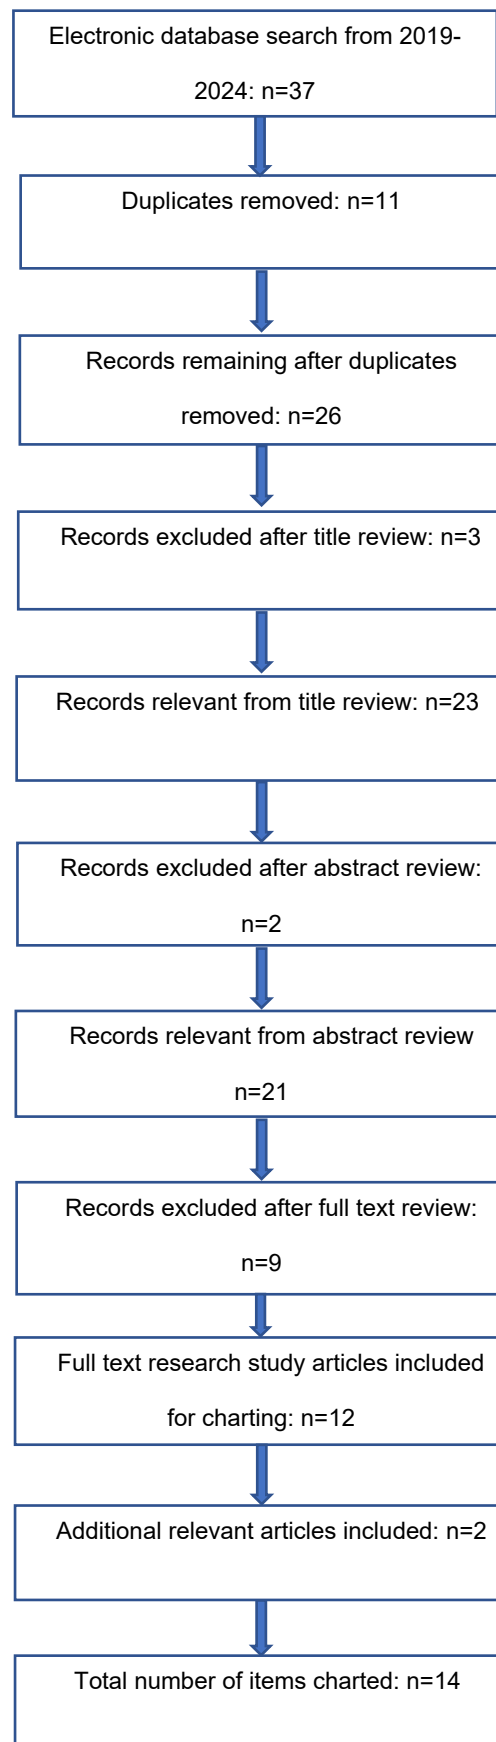 Electronic database search from 2019-
2024: n=37
Duplicates removed: n=11
Records remaining after duplicates
removed: n=26
Records excluded after title review: n=3
Records relevant from title review: n=23
Records excluded after abstract review:
n=2
Records relevant from abstract review
n=21
Records excluded after full text review:
n=9
Full text research study articles included
for charting: n=12
Additional relevant articles included: n=2
Total number of items charted: n=14